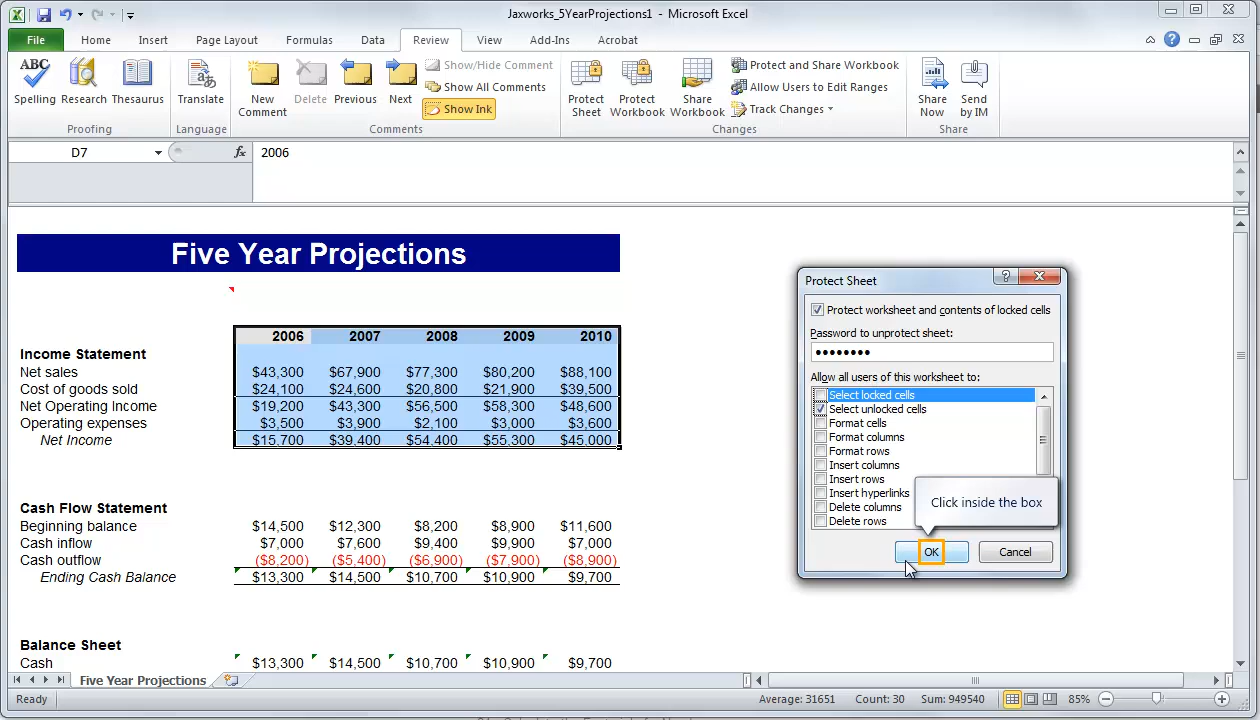 Jaxworks_5YearProjections1 - Microsoft Excel
File Home Insert Page Layout Formulas Data Review View Add-Ins Acrobat
ABC
Spelling Research Thesaurus
Proofing
Translate
Language
New Comment Delete Previous Next
Show/Hide Comment
Show All Comments
Show Ink
Comments
Protect Sheet Protect Workbook Share Workbook
Protect and Share Workbook
Allow Users to Edit Ranges
Track Changes
Changes
Share Now Send by IM
Share
D7 fx 2006
Five Year Projections
2006 2007 2008 2009 2010
Income Statement
Net sales $43,300 $67,900 $77,300 $80,200 $88,100
Cost of goods sold $24,100 $24,600 $20,800 $21,900 $39,500
Net Operating Income $19,200 $43,300 $56,500 $58,300 $48,600
Operating expenses $3,500 $3,900 $2,100 $3,000 $3,600
Net Income $15,700 $39,400 $54,400 $55,300 $45,000
Cash Flow Statement
Beginning balance $14,500 $12,300 $8,200 $8,900 $11,600
Cash inflow $7,000 $7,600 $9,400 $9,900 $7,000
Cash outflow ($8,200) ($5,400) ($6,900) ($7,900) ($8,900)
Ending Cash Balance $13,300 $14,500 $10,700 $10,900 $9,700
Balance Sheet
Cash $13,300 $14,500 $10,700 $10,900 $9,700
Protect Sheet
Protect worksheet and contents of locked cells
Password to unprotect sheet:
••••••••
Allow all users of this worksheet to:
Select locked cells
Select unlocked cells
Format cells
Format columns
Format rows
Insert columns
Insert rows
Insert hyperlinks
Delete columns
Delete rows
Click inside the box
OK Cancel
Five Year Projections
Ready Average: 31651 Count: 30 Sum: 949540 85%